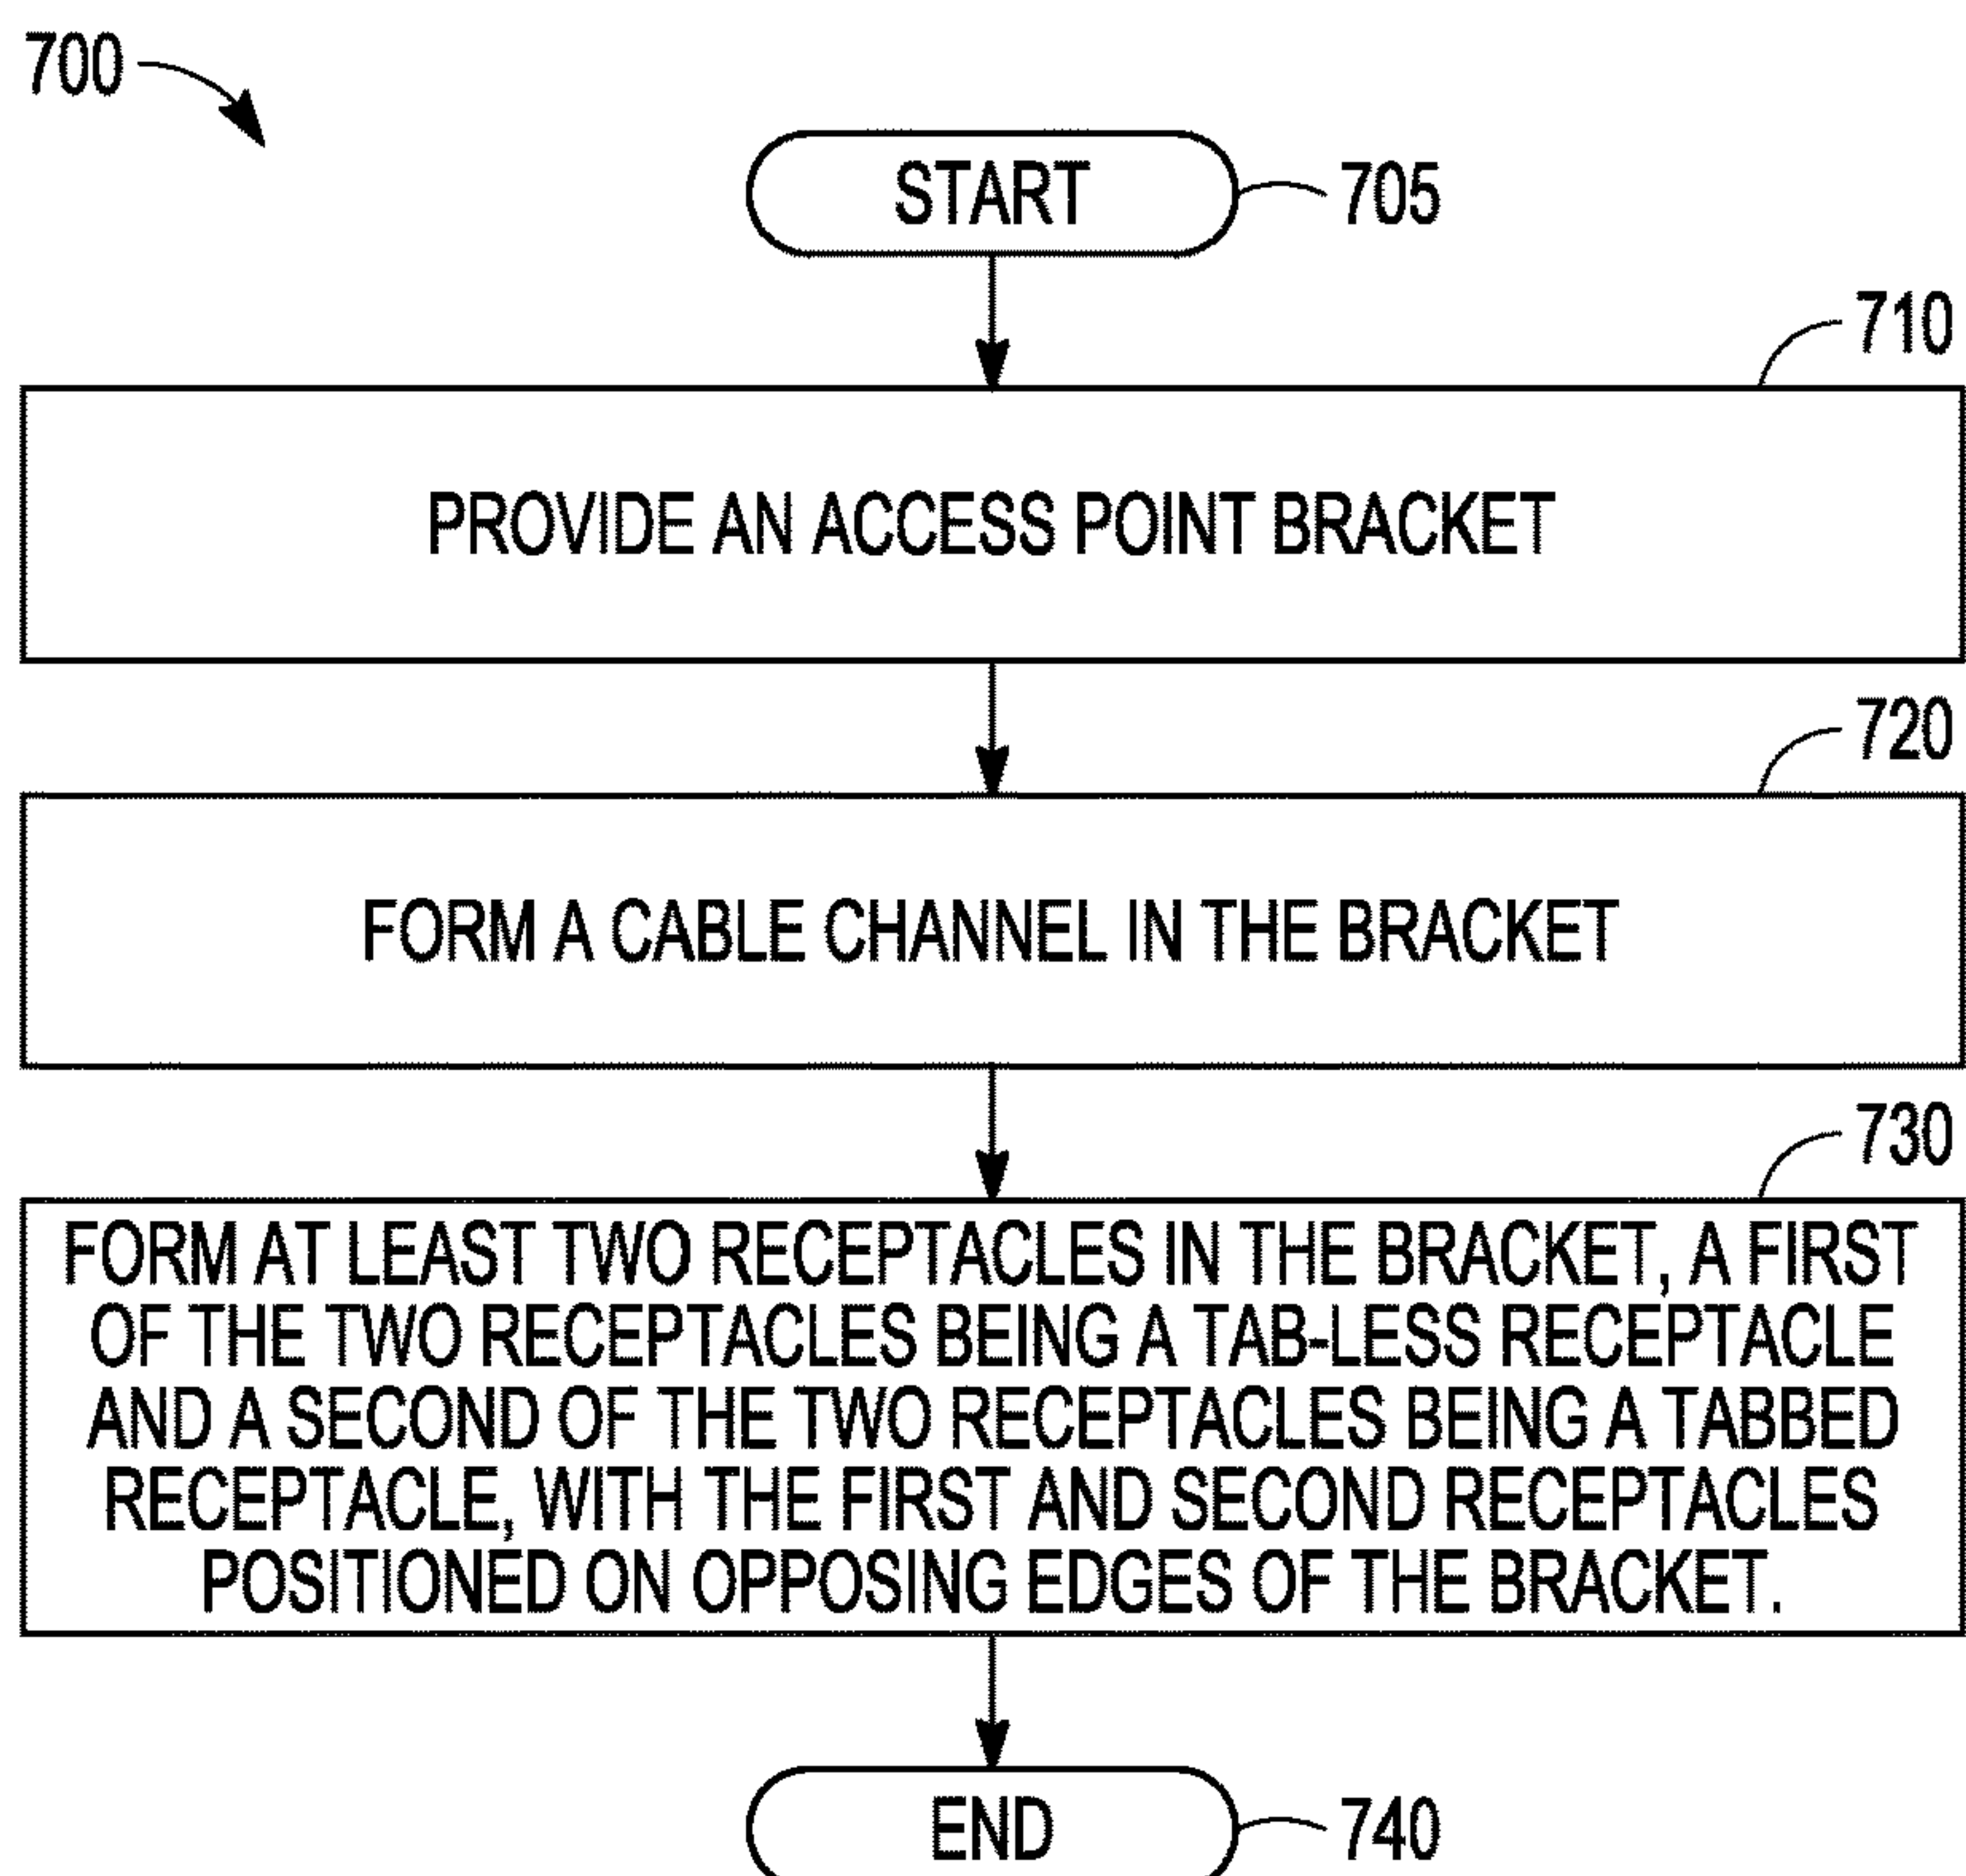 700
START
705
710
PROVIDE AN ACCESS POINT BRACKET
720
FORM A CABLE CHANNEL IN THE BRACKET
730
FORM AT LEAST TWO RECEPTACLES IN THE BRACKET, A FIRST
OF THE TWO RECEPTACLES BEING A TAB-LESS RECEPTACLE
AND A SECOND OF THE TWO RECEPTACLES BEING A TABBED
RECEPTACLE, WITH THE FIRST AND SECOND RECEPTACLES
POSITIONED ON OPPOSING EDGES OF THE BRACKET.
END
740